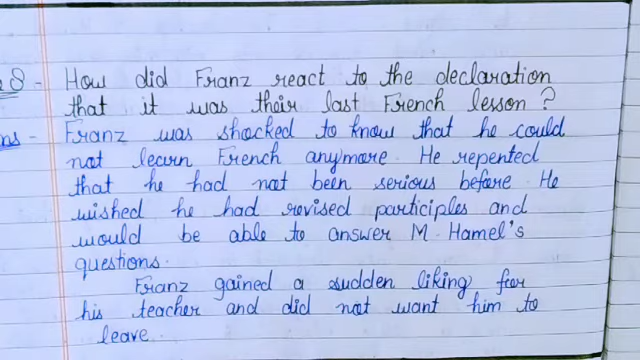 8 - How did Franz react to the declaration
that it was their last French lesson ?
ns - Franz was shocked to know that he could
not learn French anymore. He repented
that he had not been serious before. He
wished he had revised participles and
would be able to answer M. Hamel's
questions.
Franz gained a sudden liking for
his teacher and did not want him to
leave.